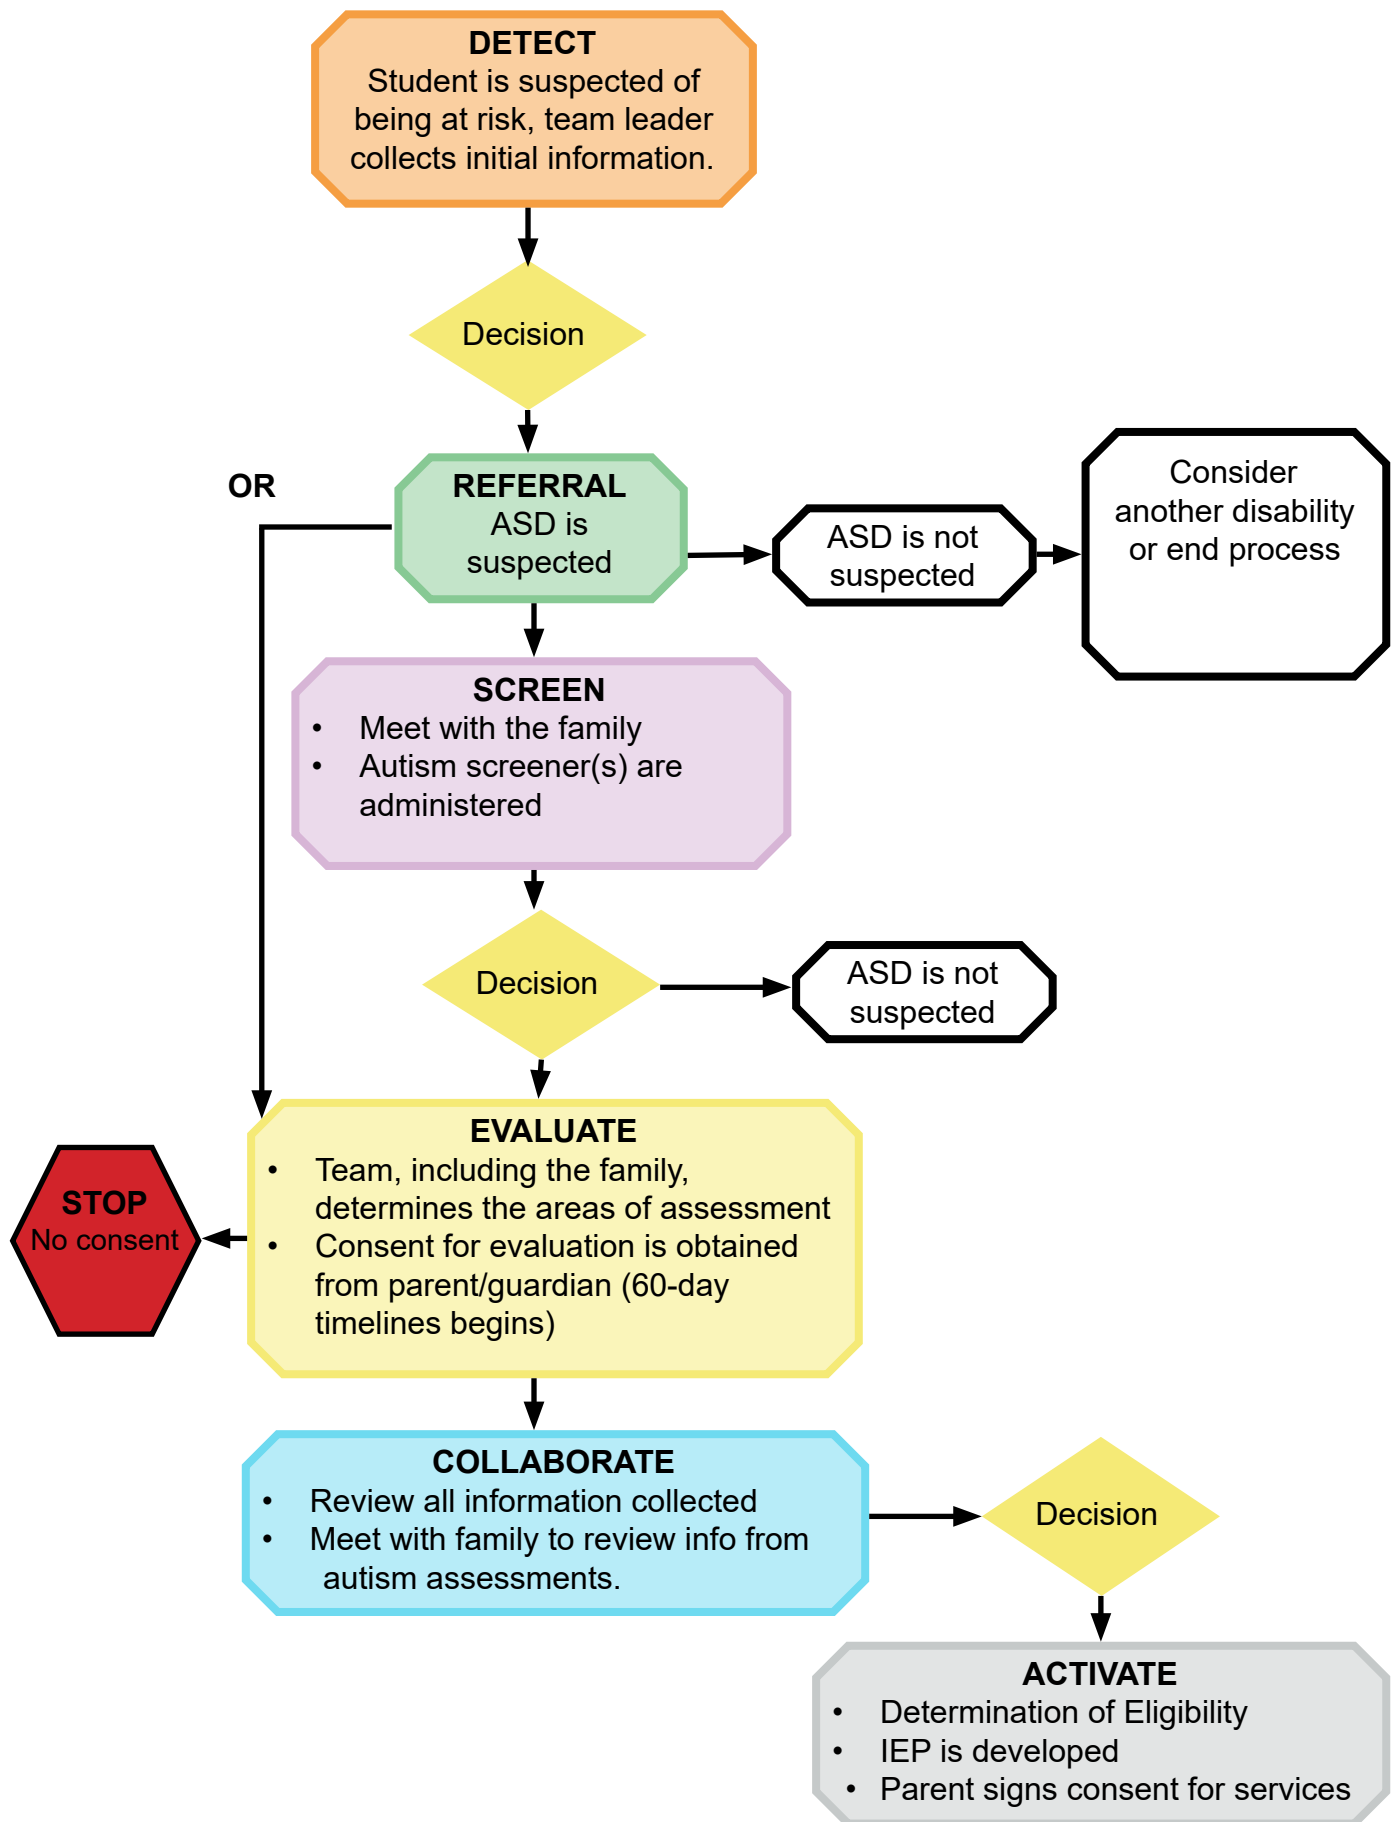 DETECT
Student is suspected of
being at risk, team leader
collects initial information.
Decision
OR
REFERRAL
ASD is
suspected
ASD is not
suspected
Consider
another disability
or end process
SCREEN
• Meet with the family
• Autism screener(s) are
administered
Decision
ASD is not
suspected
EVALUATE
• Team, including the family,
determines the areas of assessment
• Consent for evaluation is obtained
from parent/guardian (60-day
timelines begins)
STOP
No consent
COLLABORATE
• Review all information collected
• Meet with family to review info from
autism assessments.
Decision
ACTIVATE
• Determination of Eligibility
• IEP is developed
• Parent signs consent for services